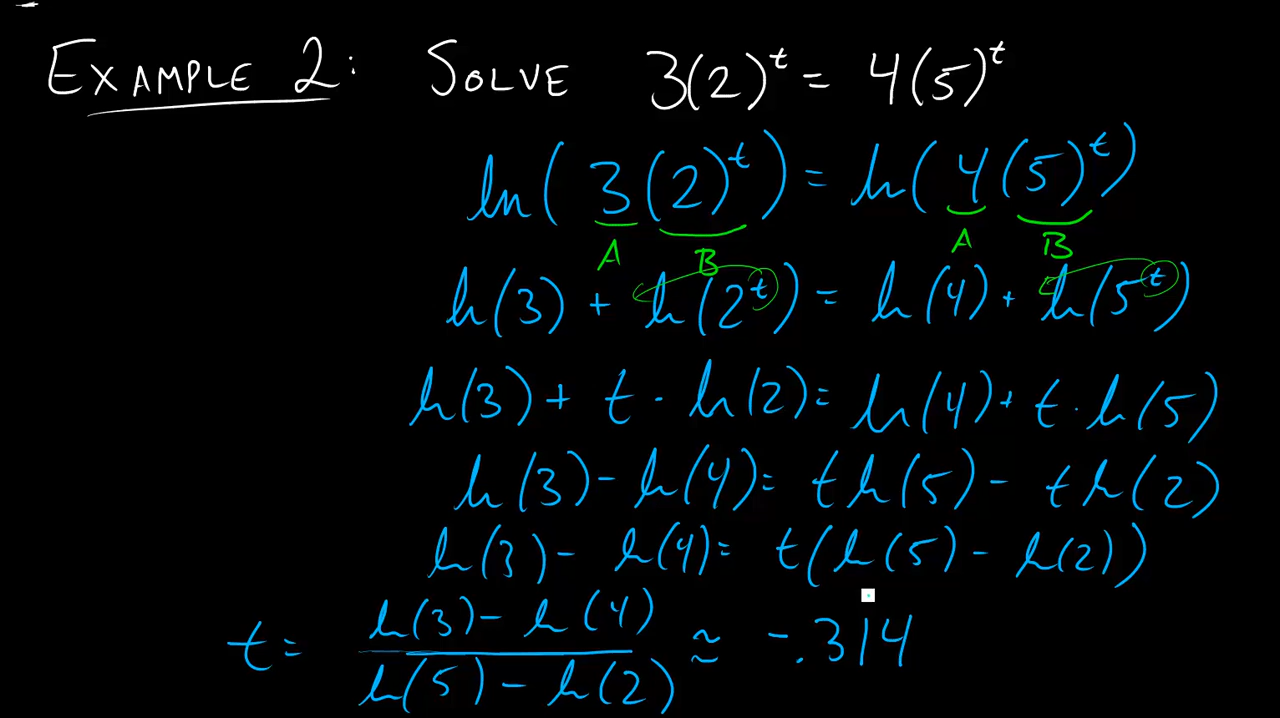 EXAMPLE 2: SOLVE 3(2)^t = 4(5)^t
ln(3(2)^t) = ln(4(5)^t)
A B A B
ln(3) + ln(2^t) = ln(4) + ln(5^t)
ln(3) + t · ln(2) = ln(4) + t · ln(5)
ln(3) - ln(4) = t ln(5) - t ln(2)
ln(3) - ln(4) = t(ln(5) - ln(2))
t = \frac{ln(3) - ln(4)}{ln(5) - ln(2)} ≈ -.314